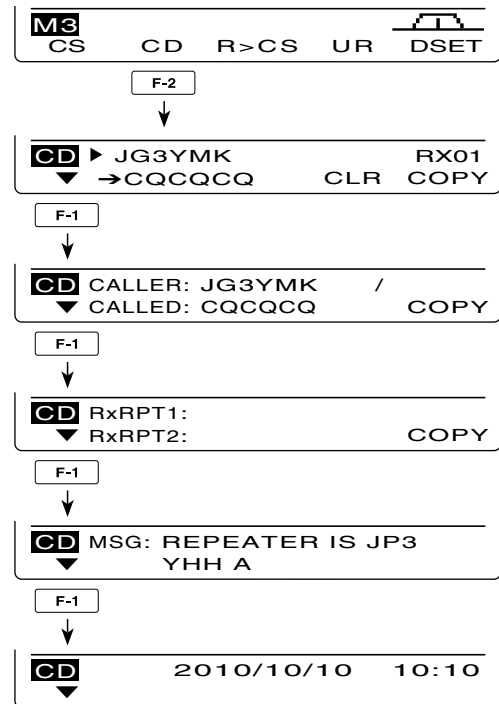 M3
CS CD R>CS UR DSET
F-2
CD ▶ JG3YMK RX01
▼ →CQCQCQ CLR COPY
F-1
CD CALLER: JG3YMK /
▼ CALLED: CQCQCQ COPY
F-1
CD RxRPT1:
▼ RxRPT2: COPY
F-1
CD MSG: REPEATER IS JP3
▼ YHH A
F-1
CD 2010/10/10 10:10
▼